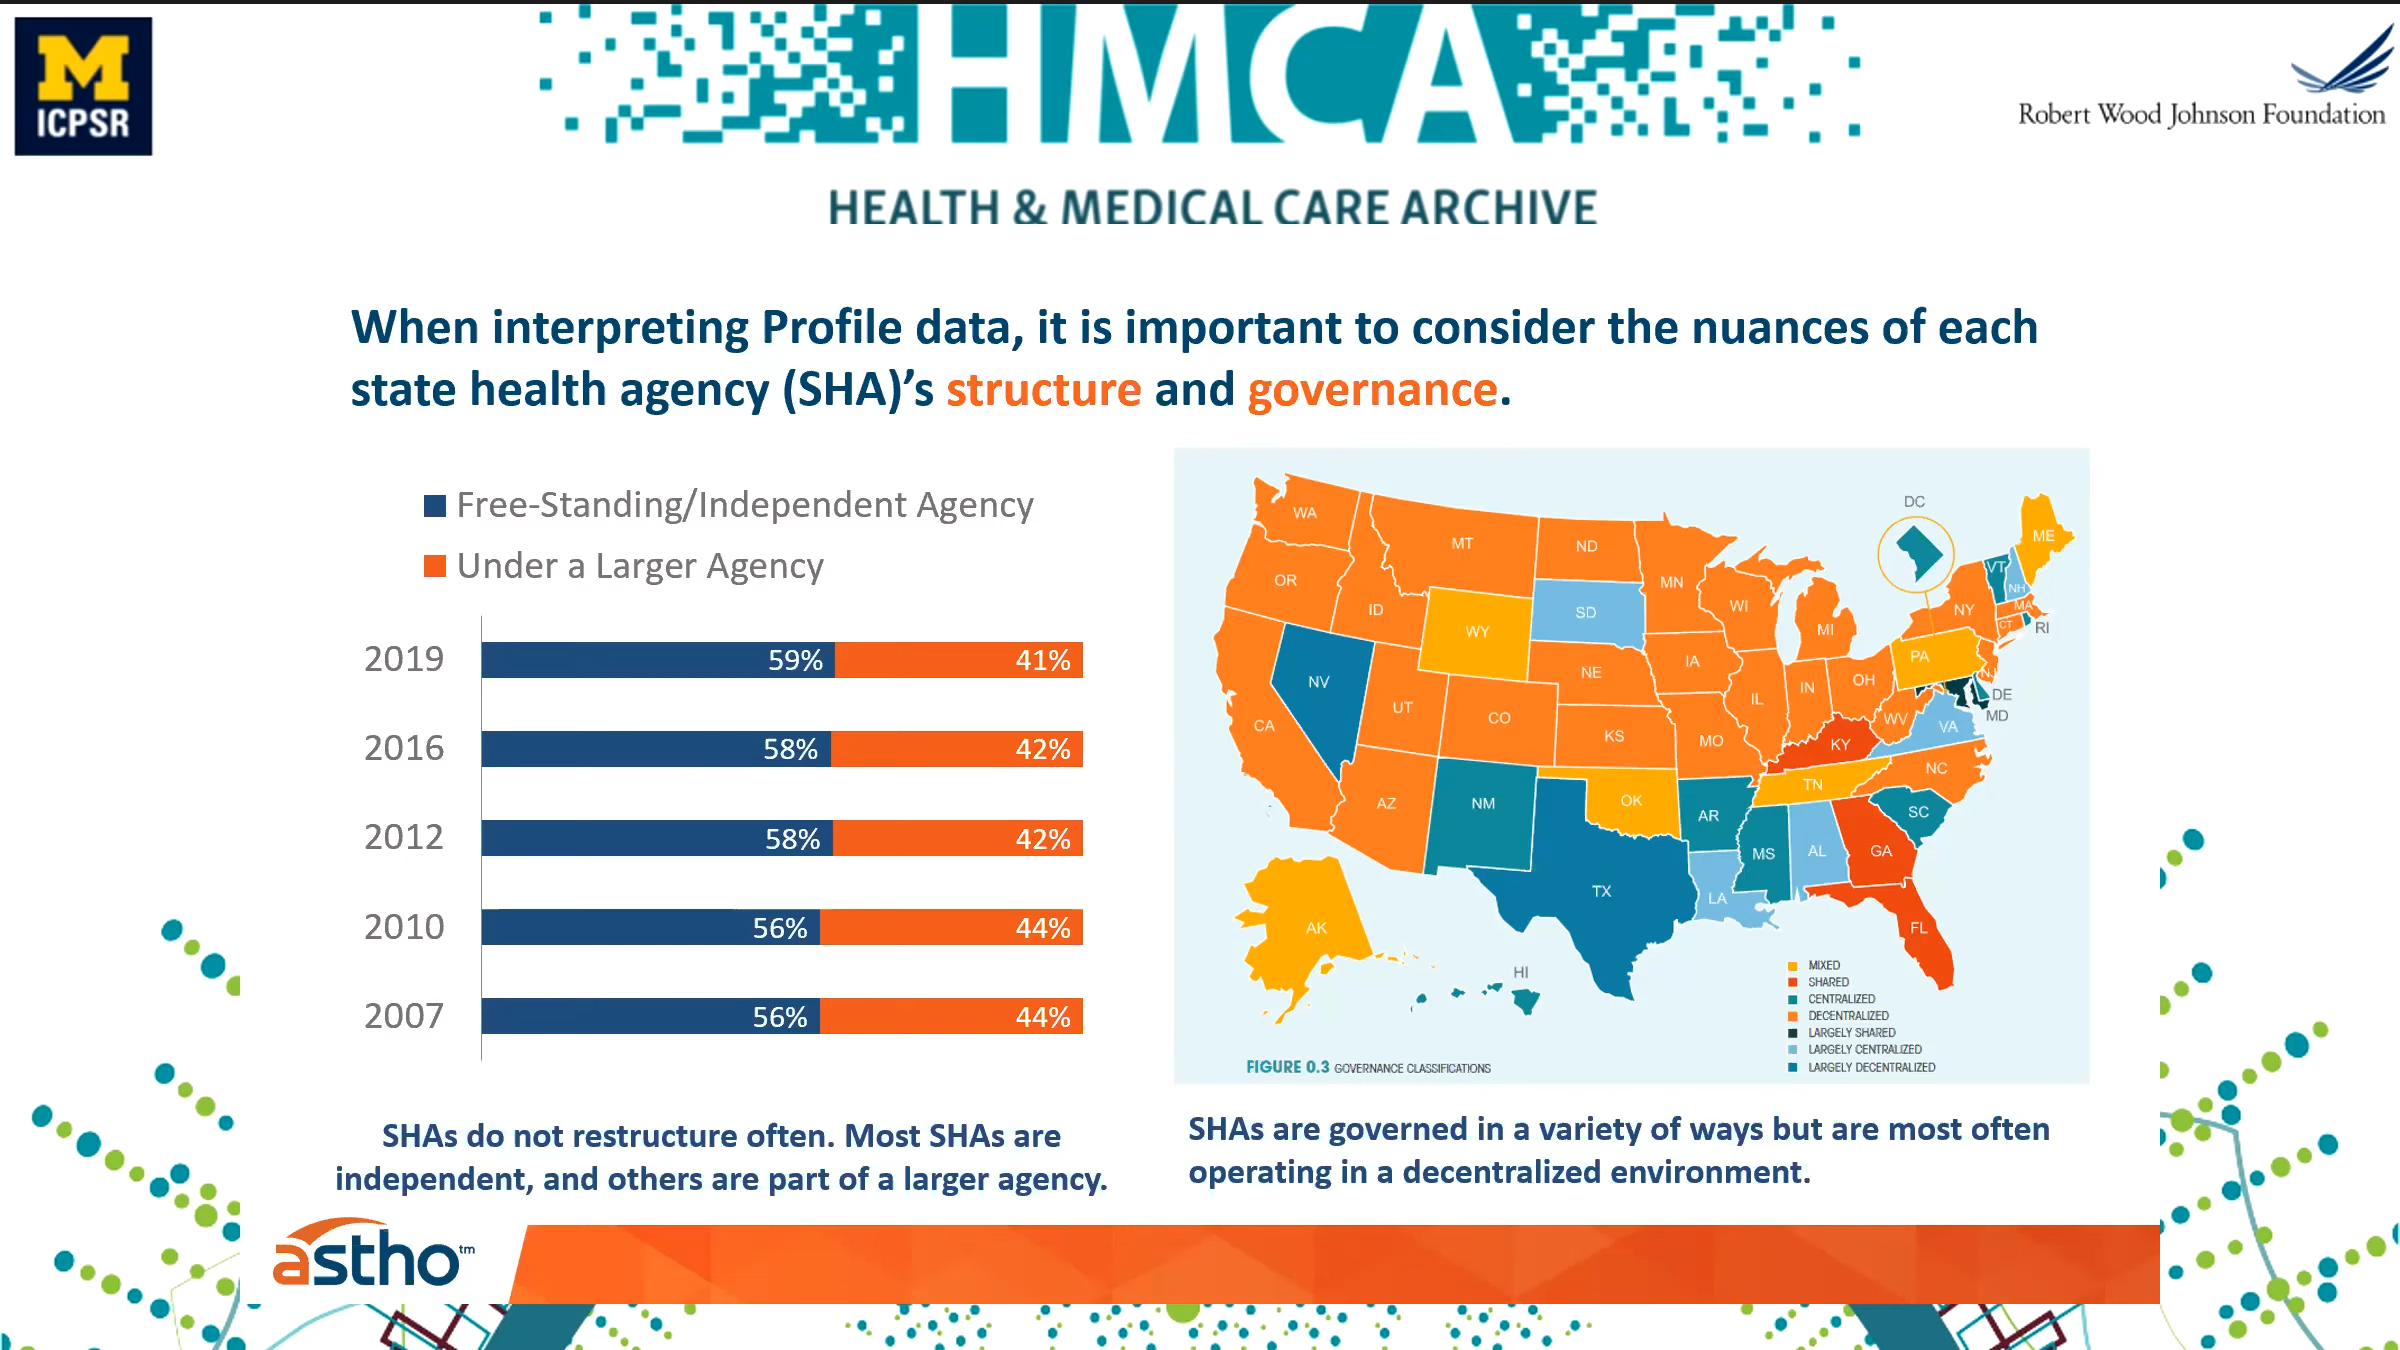 M
ICPSR
HMCA
HEALTH & MEDICAL CARE ARCHIVE
Robert Wood Johnson Foundation
When interpreting Profile data, it is important to consider the nuances of each
state health agency (SHA)’s structure and governance.
Free-Standing/Independent Agency
Under a Larger Agency
2019 59% 41%
2016 58% 42%
2012 58% 42%
2010 56% 44%
2007 56% 44%
SHAs do not restructure often. Most SHAs are
independent, and others are part of a larger agency.
DC
WA
MT
ND
MN
OR
ID
WY
SD
WI
MI
NY
VT
NH
ME
MA
CT
RI
NV
UT
CO
NE
IA
IL
IN
OH
PA
NJ
DE
MD
CA
KS
MO
KY
WV
VA
AZ
NM
OK
AR
TN
NC
SC
MS
AL
GA
TX
LA
FL
AK
HI
MIXED
SHARED
CENTRALIZED
DECENTRALIZED
LARGELY SHARED
LARGELY CENTRALIZED
LARGELY DECENTRALIZED
FIGURE 0.3 GOVERNANCE CLASSIFICATIONS
SHAs are governed in a variety of ways but are most often
operating in a decentralized environment.
astho™